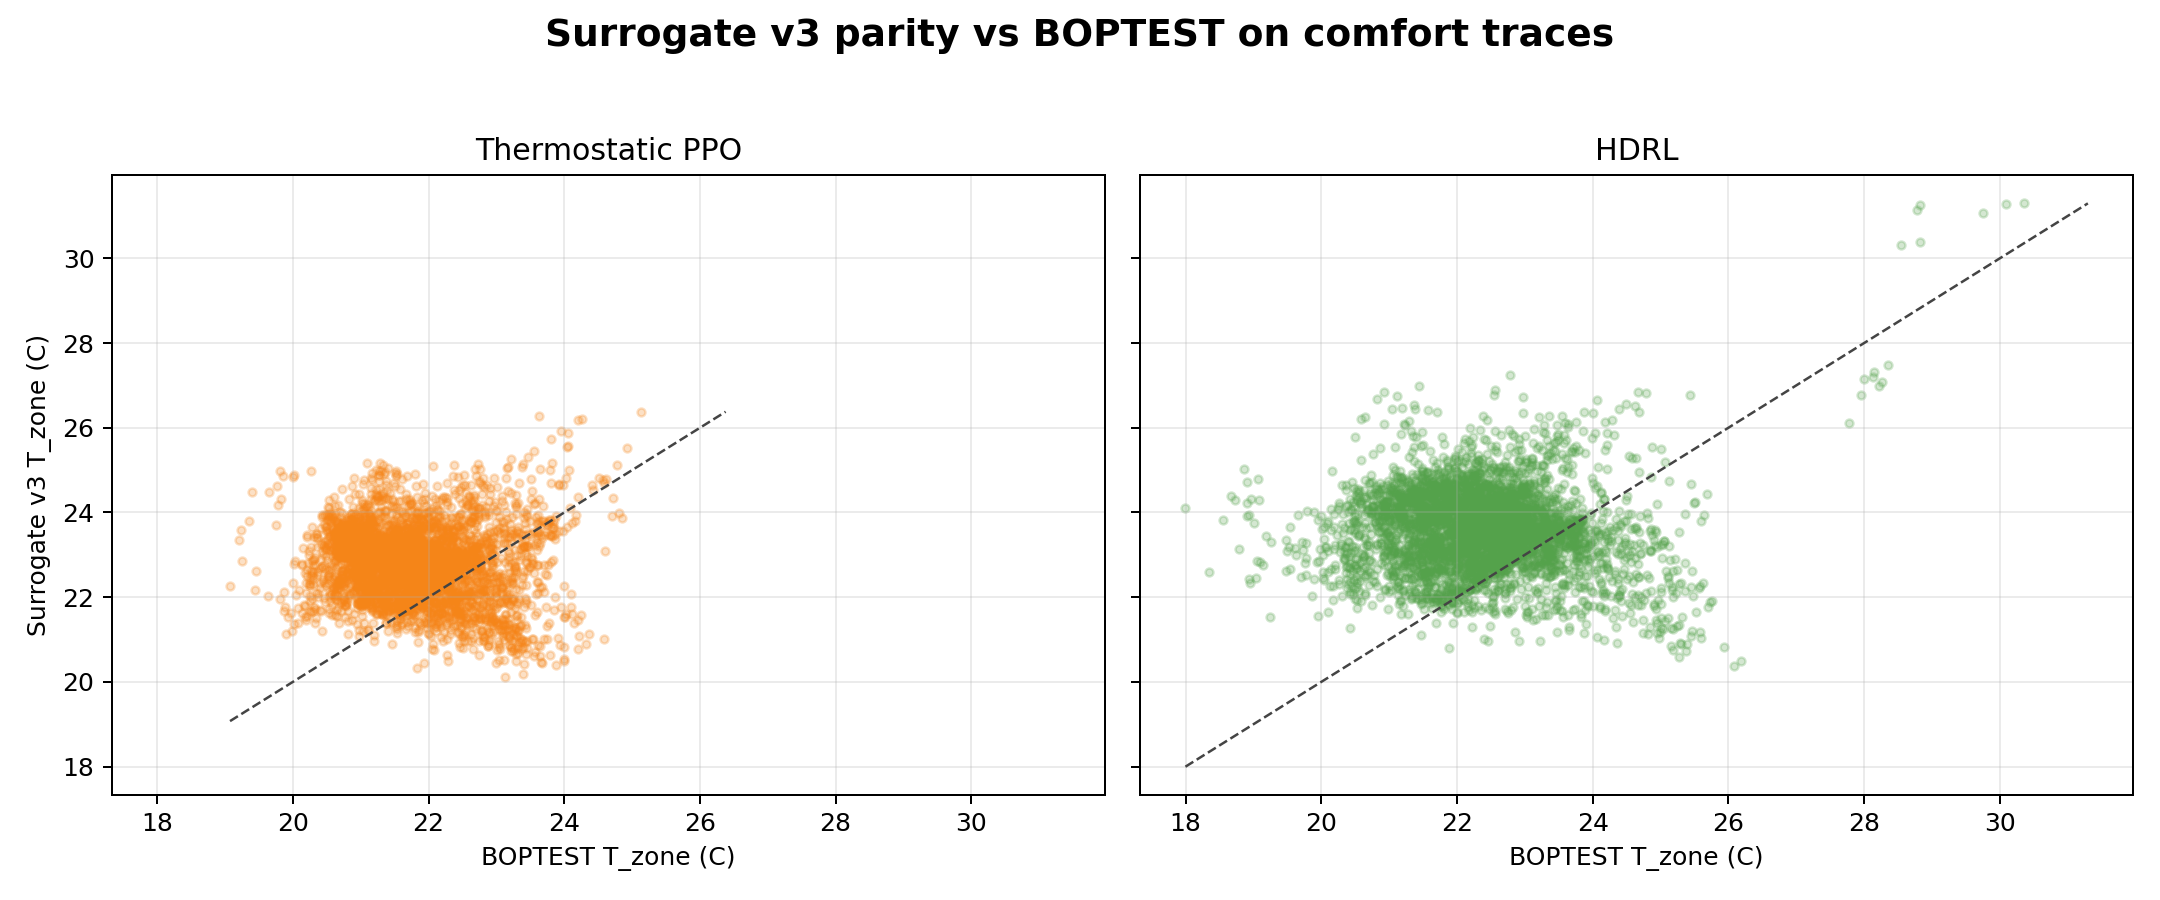 Surrogate v3 parity vs BOPTEST on comfort traces
Thermostatic PPO
HDRL
Surrogate v3 T_zone (C)
30
28
26
24
22
20
18
18 20 22 24 26 28 30
18 20 22 24 26 28 30
BOPTEST T_zone (C)
BOPTEST T_zone (C)